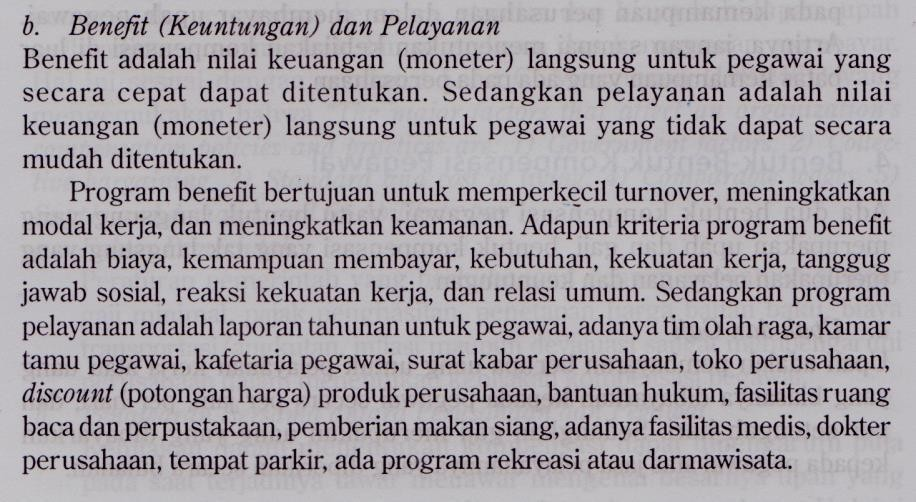 b. Benefit (Keuntungan) dan Pelayanan
Benefit adalah nilai keuangan (moneter) langsung untuk pegawai yang
secara cepat dapat ditentukan. Sedangkan pelayanan adalah nilai
keuangan (moneter) langsung untuk pegawai yang tidak dapat secara
mudah ditentukan.
Program benefit bertujuan untuk memperkecil turnover, meningkatkan
modal kerja, dan meningkatkan keamanan. Adapun kriteria program benefit
adalah biaya, kemampuan membayar, kebutuhan, kekuatan kerja, tanggug
jawab sosial, reaksi kekuatan kerja, dan relasi umum. Sedangkan program
pelayanan adalah laporan tahunan untuk pegawai, adanya tim olah raga, kamar
tamu pegawai, kafetaria pegawai, surat kabar perusahaan, toko perusahaan,
discount (potongan harga) produk perusahaan, bantuan hukum, fasilitas ruang
baca dan perpustakaan, pemberian makan siang, adanya fasilitas medis, dokter
perusahaan, tempat parkir, ada program rekreasi atau darmawisata.